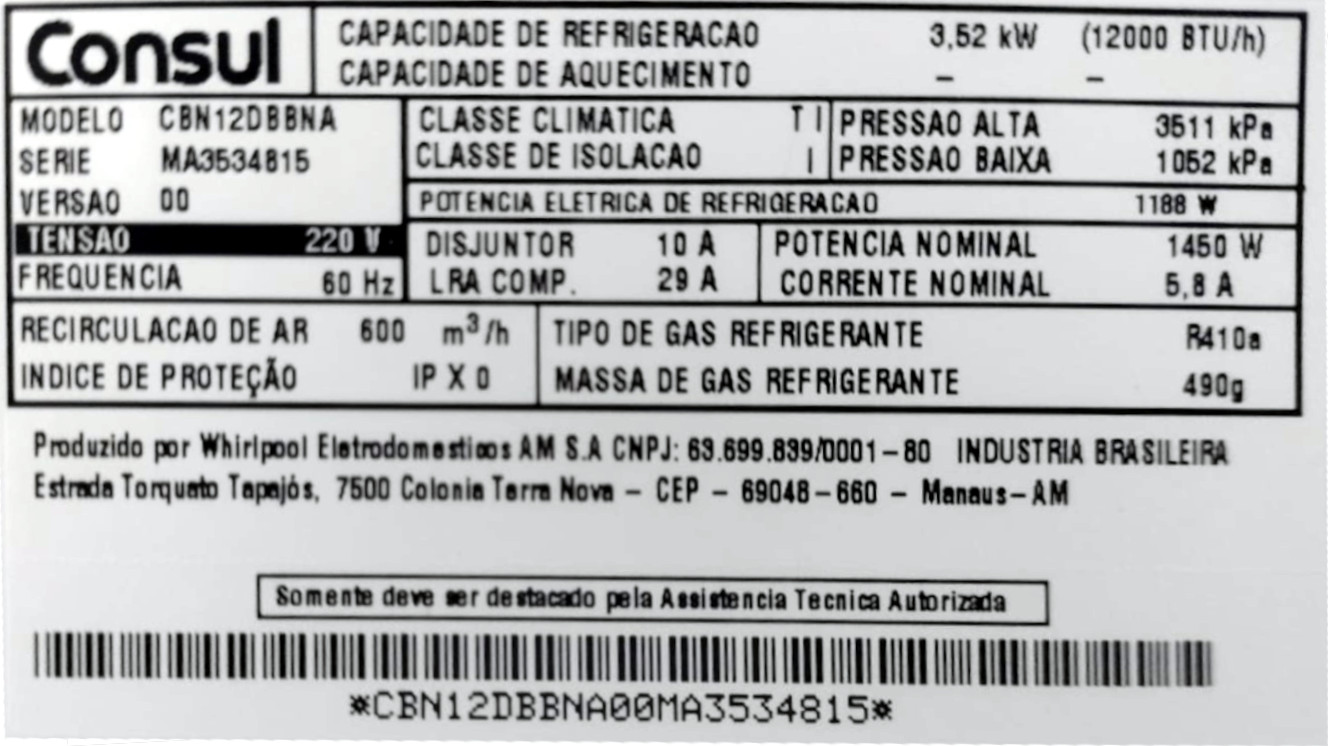 Consul
CAPACIDADE DE REFRIGERACAO 3,52 kW (12000 BTU/h)
CAPACIDADE DE AQUECIMENTO – –
MODELO CBN12DBBNA
SERIE MA3534815
VERSAO 00
TENSAO 220 V
FREQUENCIA 60 Hz
CLASSE CLIMATICA T I
CLASSE DE ISOLACAO I
PRESSAO ALTA 3511 kPa
PRESSAO BAIXA 1052 kPa
POTENCIA ELETRICA DE REFRIGERACAO 1188 W
DISJUNTOR 10 A
LRA COMP. 29 A
POTENCIA NOMINAL 1450 W
CORRENTE NOMINAL 5,8 A
RECIRCULACAO DE AR 600 m³/h
INDICE DE PROTEÇÃO IP X 0
TIPO DE GAS REFRIGERANTE R410a
MASSA DE GAS REFRIGERANTE 490g
Produzido por Whirlpool Eletrodomesticos AM S.A CNPJ: 63.699.839/0001–80 INDUSTRIA BRASILEIRA
Estrada Torquato Tapajós, 7500 Colonia Terra Nova – CEP – 69048–660 – Manaus–AM
Somente deve ser destacado pela Assistencia Tecnica Autorizada
*CBN12DBBNA00MA3534815*